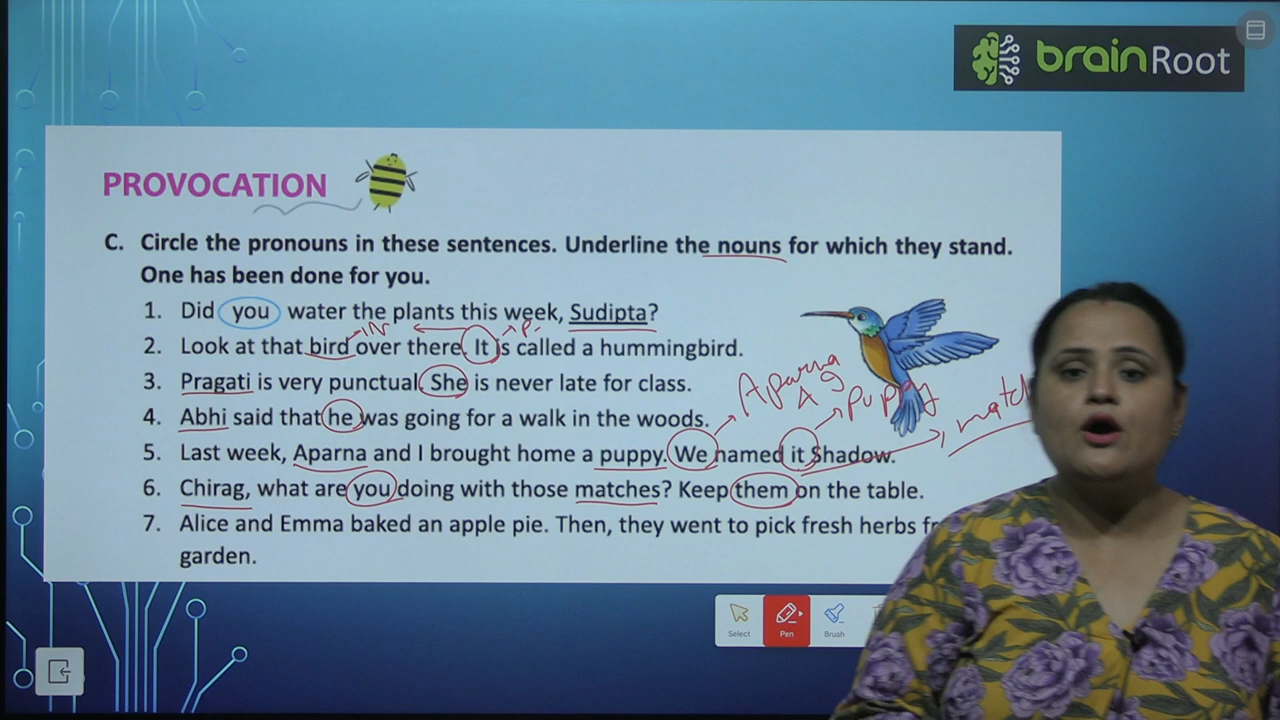 brainRoot
PROVOCATION
C. Circle the pronouns in these sentences. Underline the nouns for which they stand.
One has been done for you.
1. Did you water the plants this week, Sudipta?
2. Look at that bird over there. It is called a hummingbird.
3. Pragati is very punctual. She is never late for class.
4. Abhi said that he was going for a walk in the woods.
Aparna
puppy
5. Last week, Aparna and I brought home a puppy. We named it Shadow.
6. Chirag, what are you doing with those matches? Keep them on the table.
7. Alice and Emma baked an apple pie. Then, they went to pick fresh herbs
garden.
Select Pen Brush